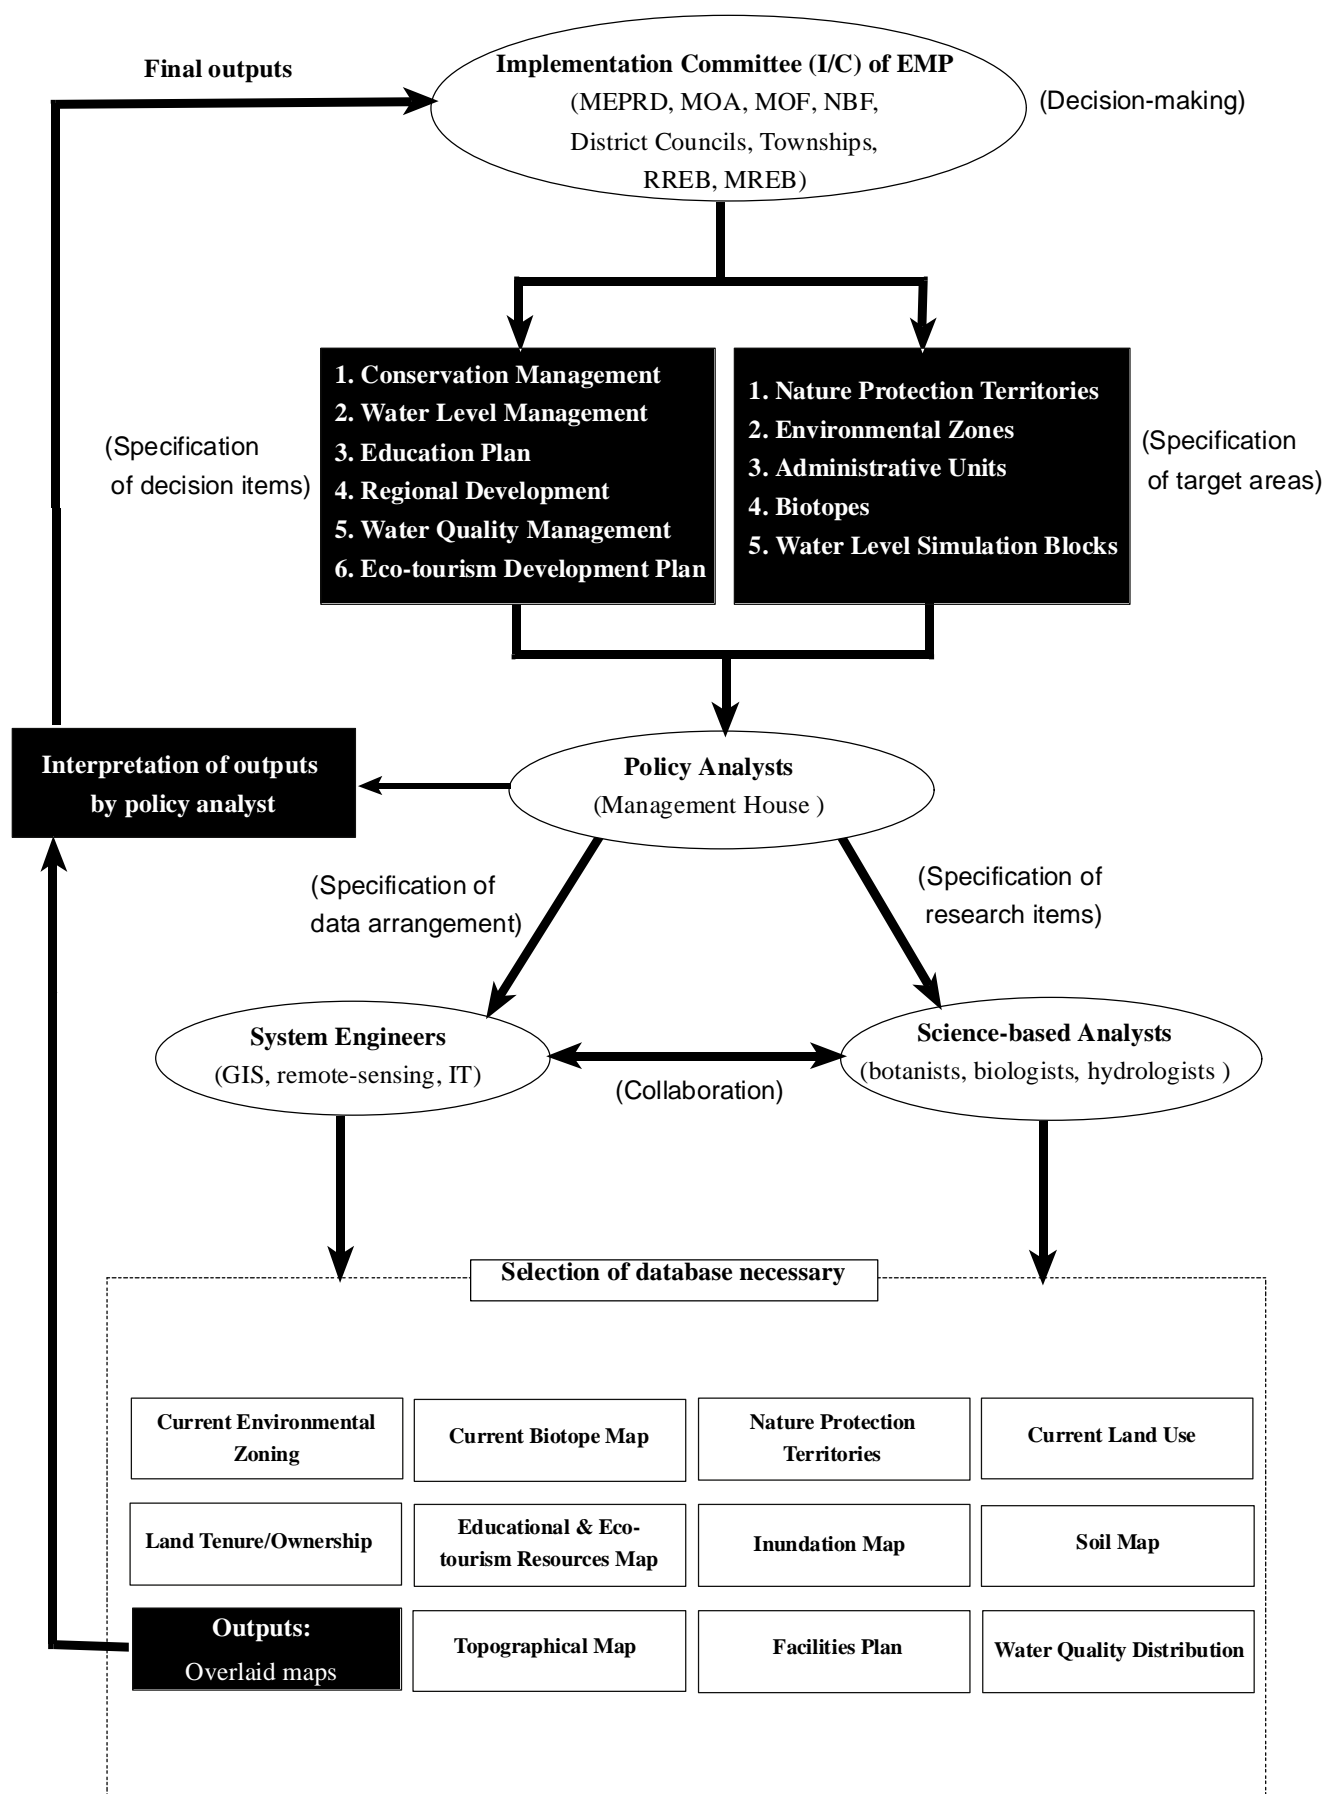 Final outputs
Implementation Committee (I/C) of EMP
(MEPRD, MOA, MOF, NBF,
District Councils, Townships,
RREB, MREB)
(Decision-making)
(Specification
of decision items)
1. Conservation Management
2. Water Level Management
3. Education Plan
4. Regional Development
5. Water Quality Management
6. Eco-tourism Development Plan
1. Nature Protection Territories
2. Environmental Zones
3. Administrative Units
4. Biotopes
5. Water Level Simulation Blocks
(Specification
of target areas)
Interpretation of outputs
by policy analyst
Policy Analysts
(Management House )
(Specification of
data arrangement)
(Specification of
research items)
System Engineers
(GIS, remote-sensing, IT)
(Collaboration)
Science-based Analysts
(botanists, biologists, hydrologists )
Selection of database necessary
Current Environmental
Zoning
Current Biotope Map
Nature Protection
Territories
Current Land Use
Land Tenure/Ownership
Educational & Eco-
tourism Resources Map
Inundation Map
Soil Map
Outputs:
Overlaid maps
Topographical Map
Facilities Plan
Water Quality Distribution